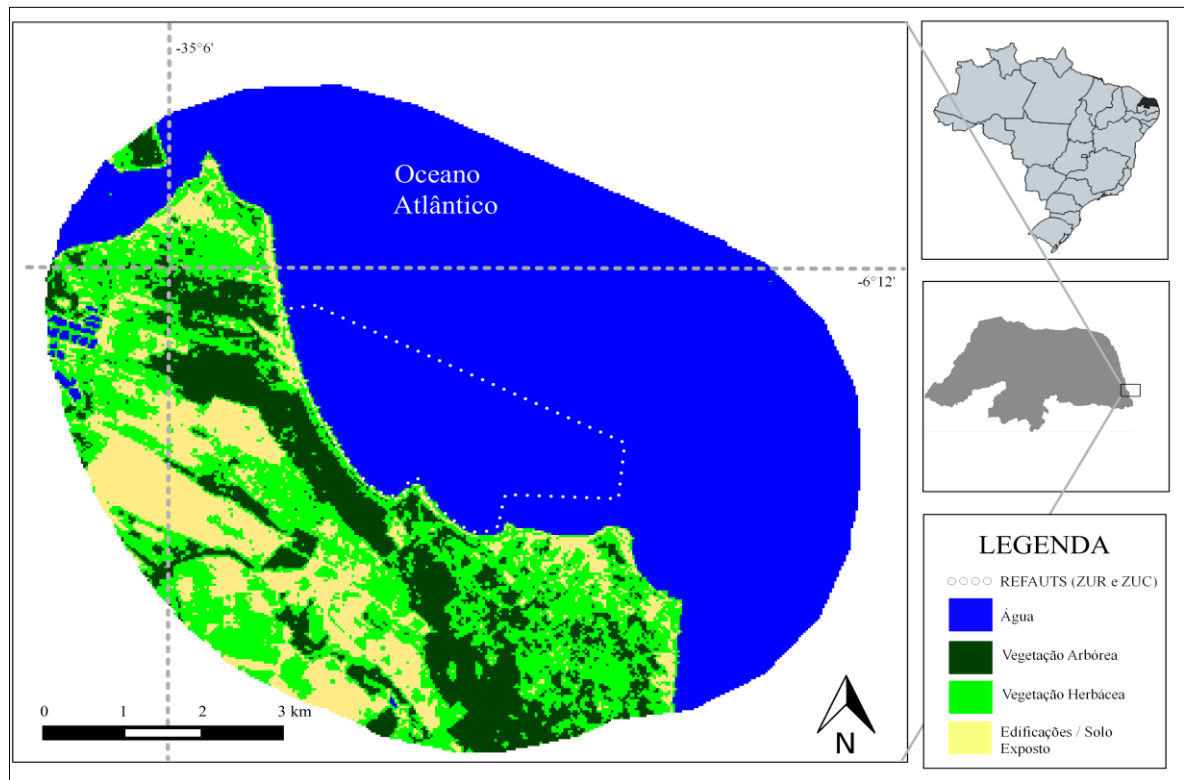 -35°6'
Oceano
Atlântico
-6°12'
0 1 2 3 km
N
LEGENDA
REFAUTS (ZUR e ZUC)
Água
Vegetação Arbórea
Vegetação Herbácea
Edificações / Solo
Exposto